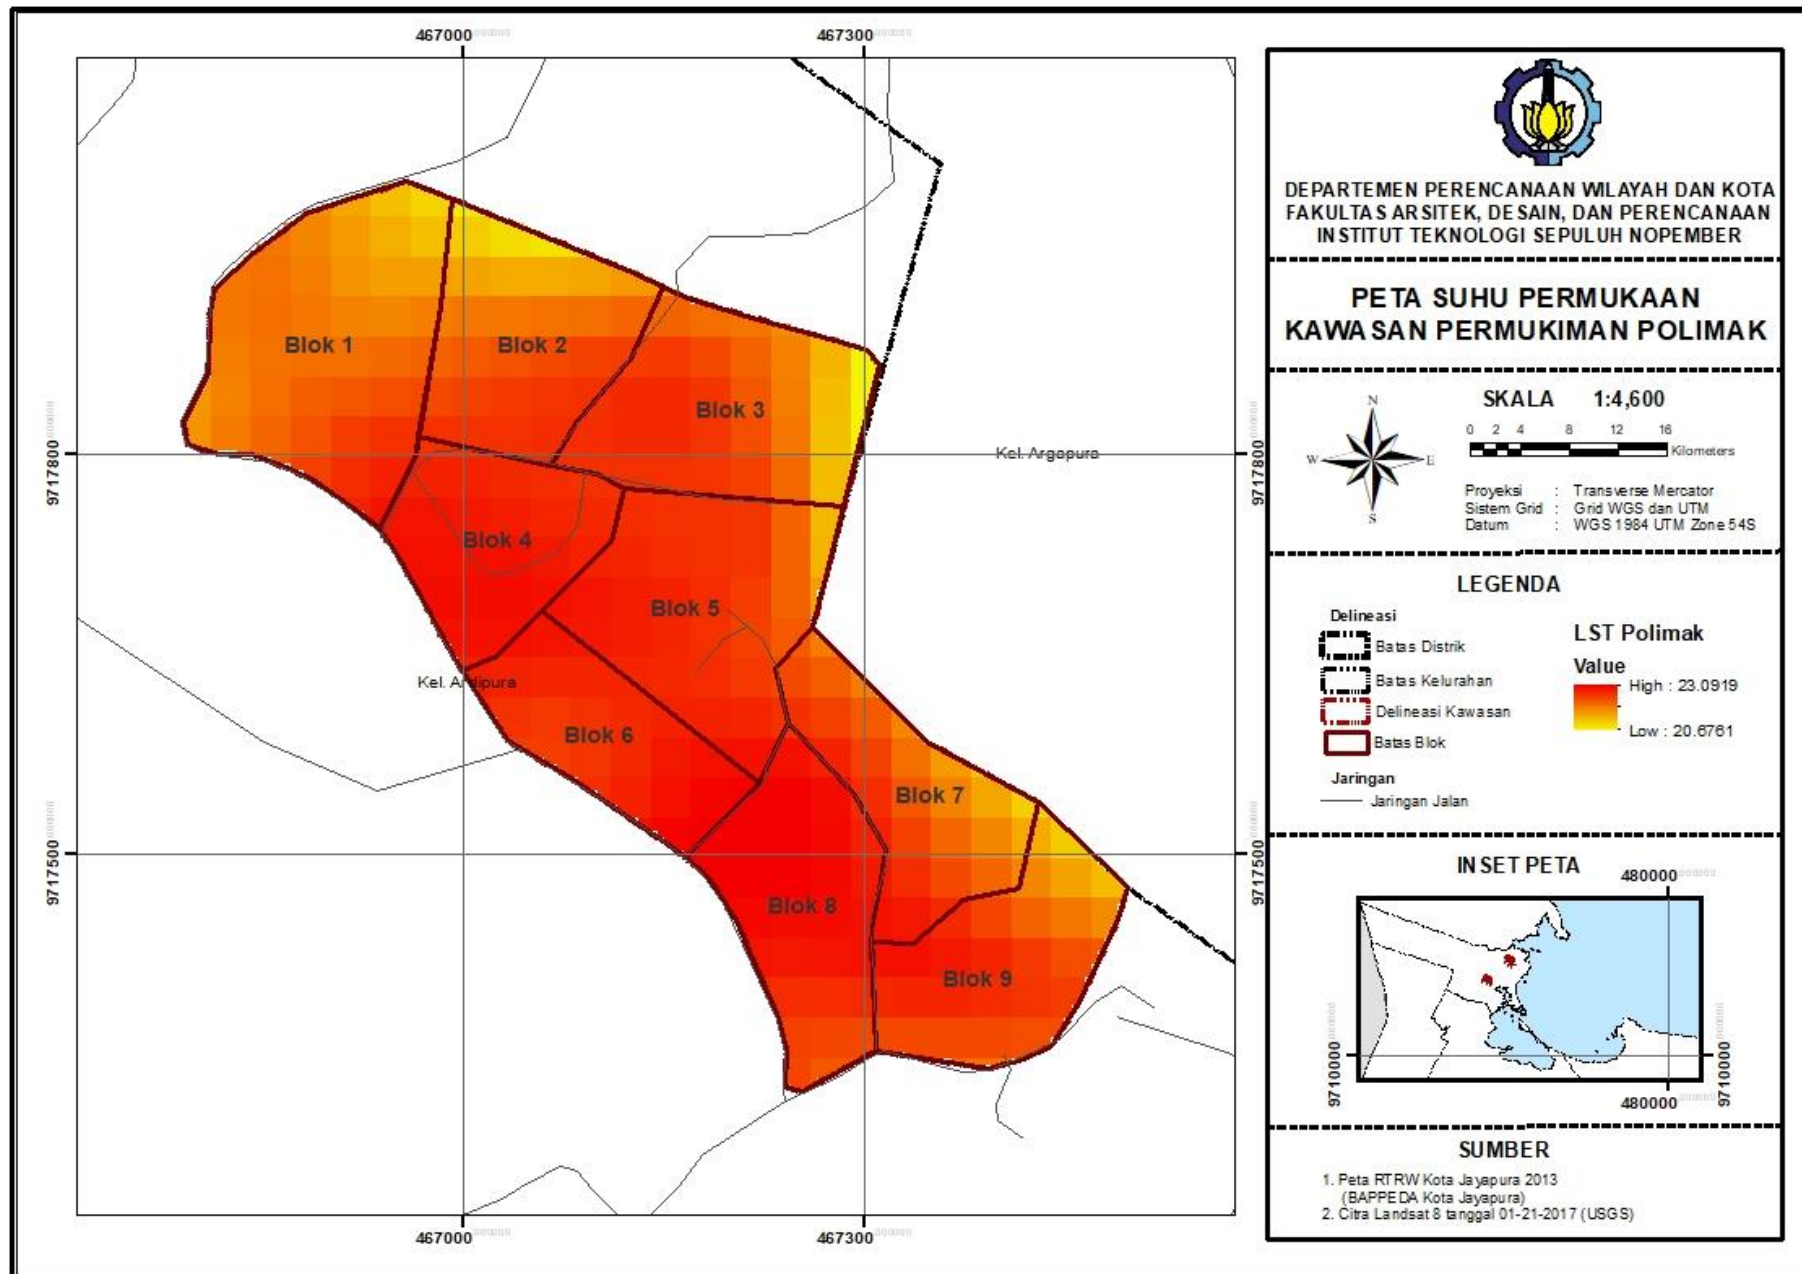 467000
467300
9717800
9717500
9717800
9717500
467000
467300
Blok 1
Blok 2
Blok 3
Blok 4
Blok 5
Blok 6
Blok 7
Blok 8
Blok 9
Kel. Argapura
Kel. Ardipura
DEPARTEMEN PERENCANAAN WILAYAH DAN KOTA
FAKULTAS ARSITEK, DESAIN, DAN PERENCANAAN
INSTITUT TEKNOLOGI SEPULUH NOPEMBER
PETA SUHU PERMUKAAN
KAWASAN PERMUKIMAN POLIMAK
N
W E
S
SKALA 1:4,600
0 2 4 8 12 16
Kilometers
Proyeksi : Transverse Mercator
Sistem Grid : Grid WGS dan UTM
Datum : WGS 1984 UTM Zone 54S
LEGENDA
Delineasi
Batas Distrik
Batas Kelurahan
Delineasi Kawasan
Batas Blok
Jaringan
Jaringan Jalan
LST Polimak
Value
High : 23.0919
Low : 20.6761
INSET PETA
480000
9710000
9710000
480000
SUMBER
1. Peta RTRW Kota Jayapura 2013
(BAPPEDA Kota Jayapura)
2. Citra Landsat 8 tanggal 01-21-2017 (USGS)